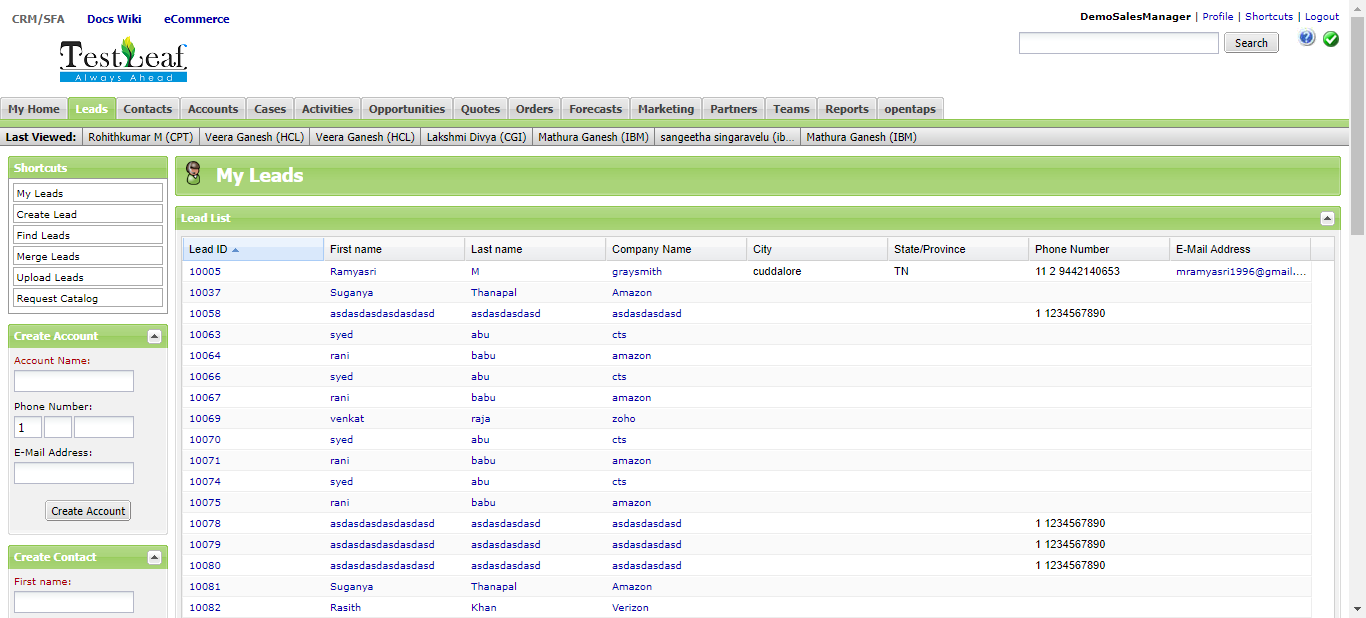 CRM/SFA Docs Wiki eCommerce
DemoSalesManager | Profile | Shortcuts | Logout
TestLeaf
Always Ahead
Search
My Home Leads Contacts Accounts Cases Activities Opportunities Quotes Orders Forecasts Marketing Partners Teams Reports opentaps
Last Viewed: Rohithkumar M (CPT) Veera Ganesh (HCL) Veera Ganesh (HCL) Lakshmi Divya (CGI) Mathura Ganesh (IBM) sangeetha singaravelu (ib... Mathura Ganesh (IBM)
Shortcuts
My Leads
Create Lead
Find Leads
Merge Leads
Upload Leads
Request Catalog
Create Account
Account Name:
Phone Number:
1
E-Mail Address:
Create Account
Create Contact
First name:
My Leads
Lead List
Lead ID First name Last name Company Name City State/Province Phone Number E-Mail Address
10005 Ramyasri M graysmith cuddalore TN 11 2 9442140653 mramyasri1996@gmail....
10037 Suganya Thanapal Amazon
10058 asdasdasdasdasdasd asdasdasdasd asdasdasdasd 1 1234567890
10063 syed abu cts
10064 rani babu amazon
10066 syed abu cts
10067 rani babu amazon
10069 venkat raja zoho
10070 syed abu cts
10071 rani babu amazon
10074 syed abu cts
10075 rani babu amazon
10078 asdasdasdasdasdasd asdasdasdasd asdasdasdasd 1 1234567890
10079 asdasdasdasdasdasd asdasdasdasd asdasdasdasd 1 1234567890
10080 asdasdasdasdasdasd asdasdasdasd asdasdasdasd 1 1234567890
10081 Suganya Thanapal Amazon
10082 Rasith Khan Verizon